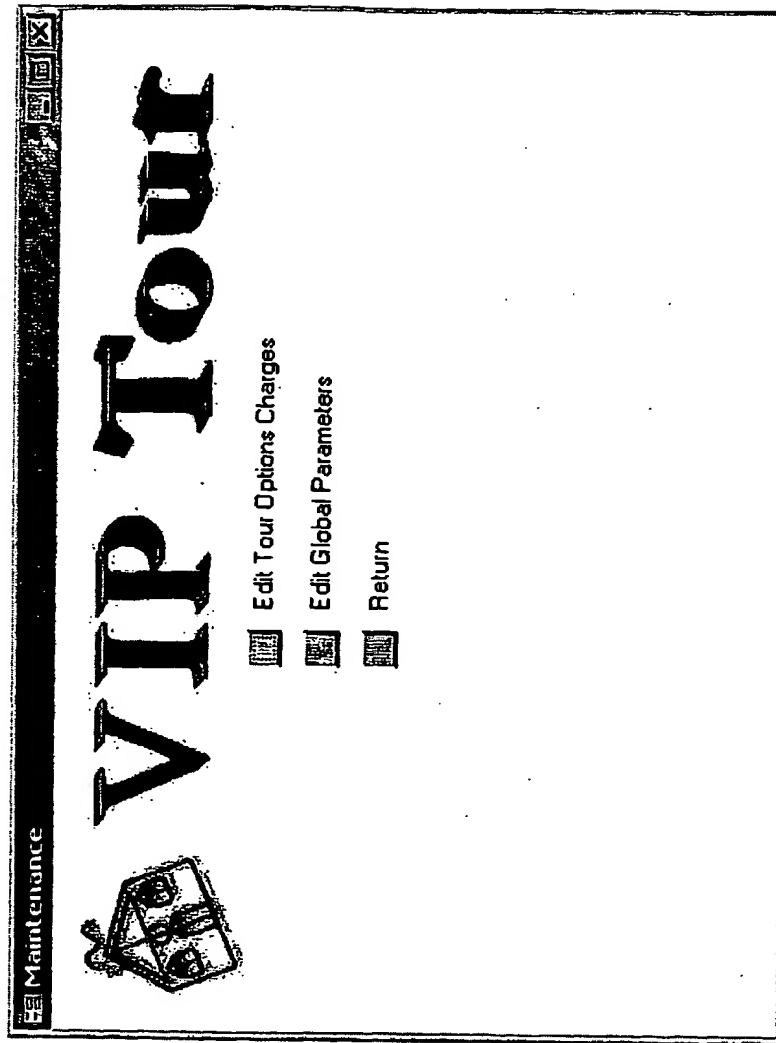 Maintenance
VIP Tour
Edit Tour Options Charges
Edit Global Parameters
Return